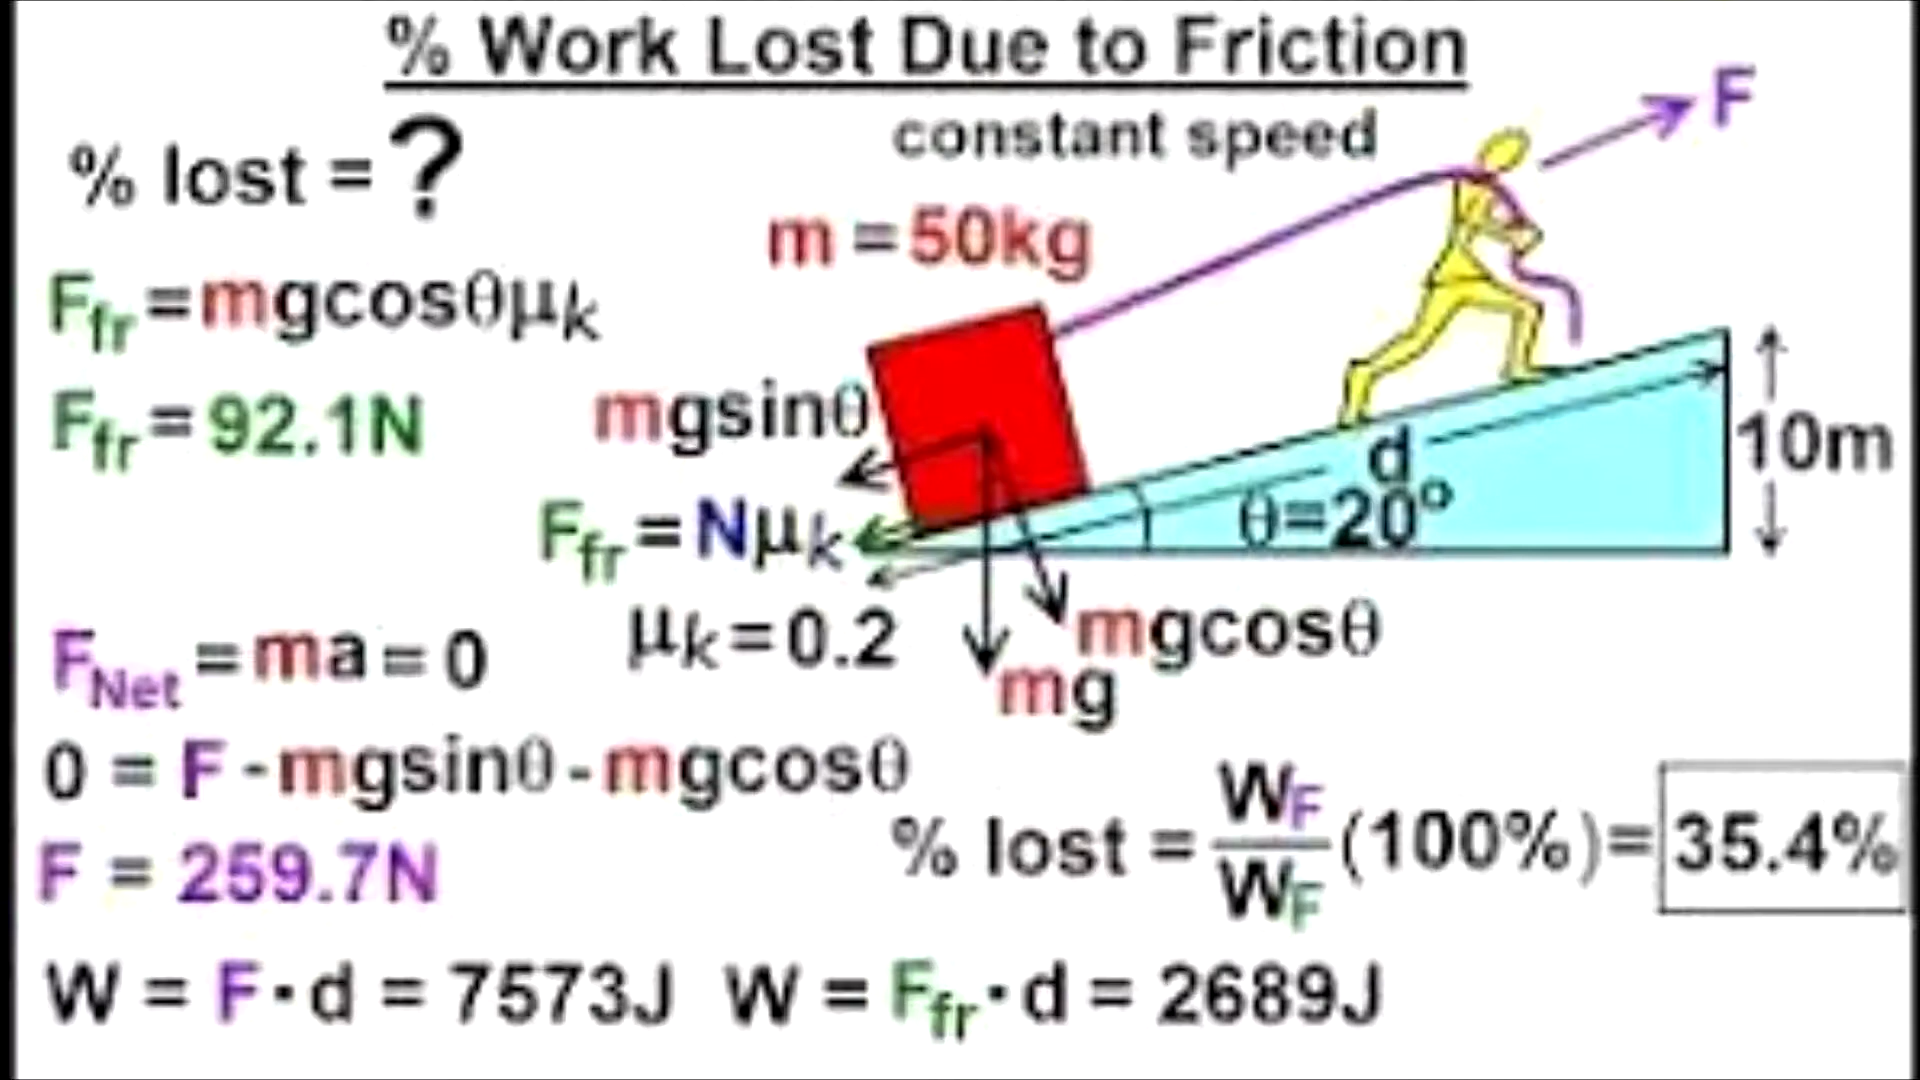 % Work Lost Due to Friction
constant speed
F
% lost = ?
m = 50kg
Ffr = mgcosθμk
mgsinθ
Ffr = 92.1N
10m
d
θ=20°
Ffr = Nμk
μk = 0.2
mgcosθ
mg
FNet = ma = 0
0 = F - mgsinθ - mgcosθ
% lost = WF/WF (100%) = 35.4%
F = 259.7N
W = F·d = 7573J W = Ffr·d = 2689J